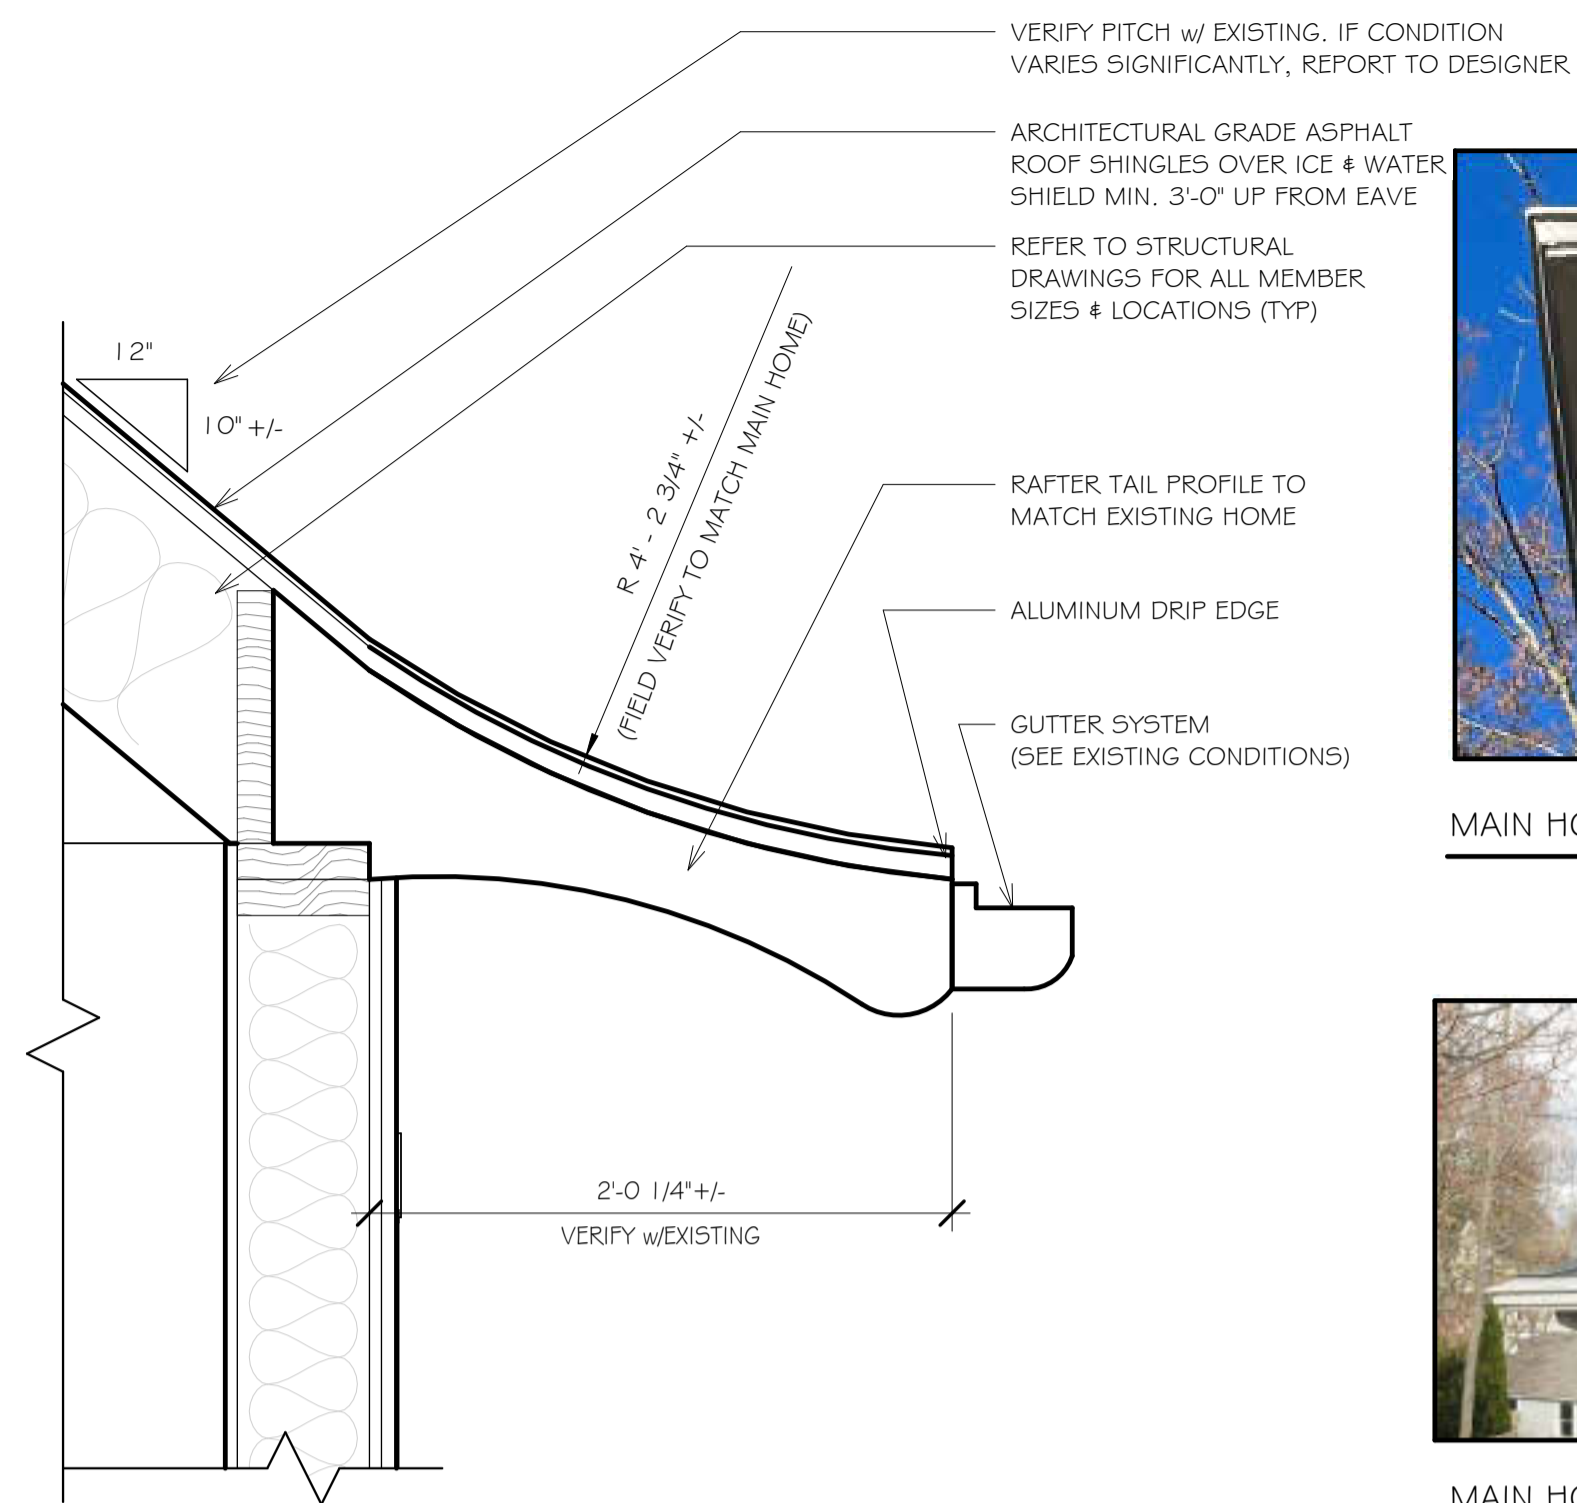 VERIFY PITCH w/ EXISTING. IF CONDITION
VARIES SIGNIFICANTLY, REPORT TO DESIGNER
ARCHITECTURAL GRADE ASPHALT
ROOF SHINGLES OVER ICE & WATER
SHIELD MIN. 3'-0" UP FROM EAVE
REFER TO STRUCTURAL
DRAWINGS FOR ALL MEMBER
SIZES & LOCATIONS (TYP)
12"
10" +/-
R 4' - 2 3/4" +/-
(FIELD VERIFY TO MATCH MAIN HOME)
RAFTER TAIL PROFILE TO
MATCH EXISTING HOME
ALUMINUM DRIP EDGE
GUTTER SYSTEM
(SEE EXISTING CONDITIONS)
MAIN
2'-0 1/4"+/-
VERIFY w/EXISTING
MAIN